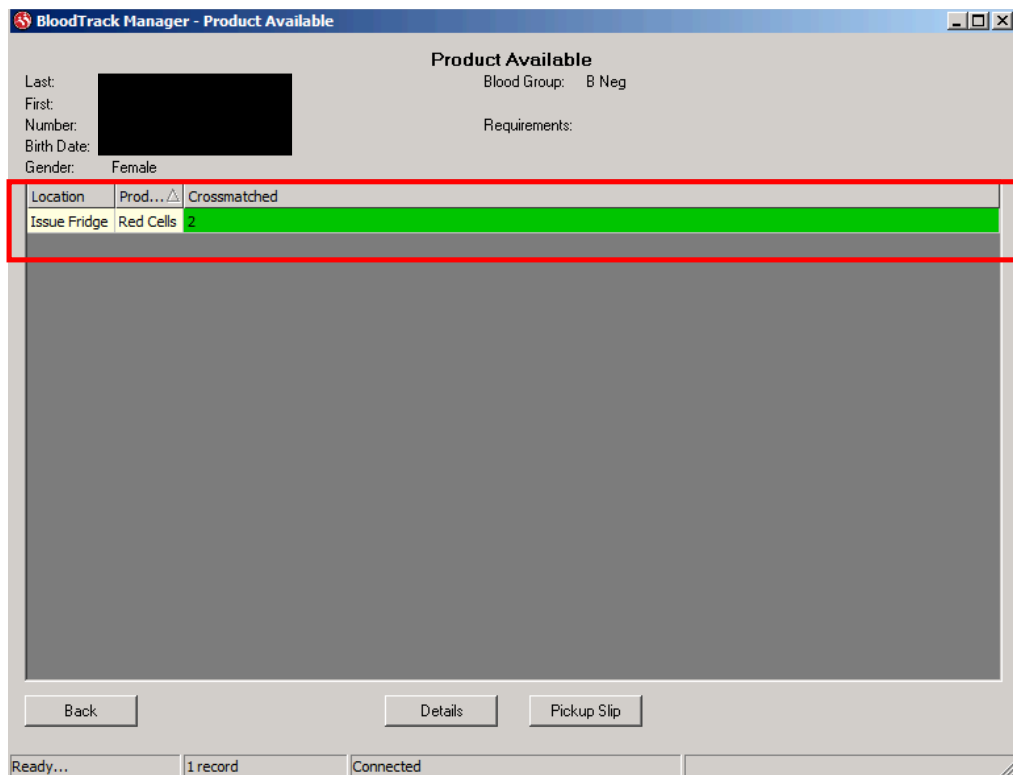 BloodTrack Manager - Product Available
Product Available
Last:
Blood Group: B Neg
First:
Number:
Requirements:
Birth Date:
Gender: Female
Location Prod... Crossmatched
Issue Fridge Red Cells 2
Back Details Pickup Slip
Ready... 1 record Connected